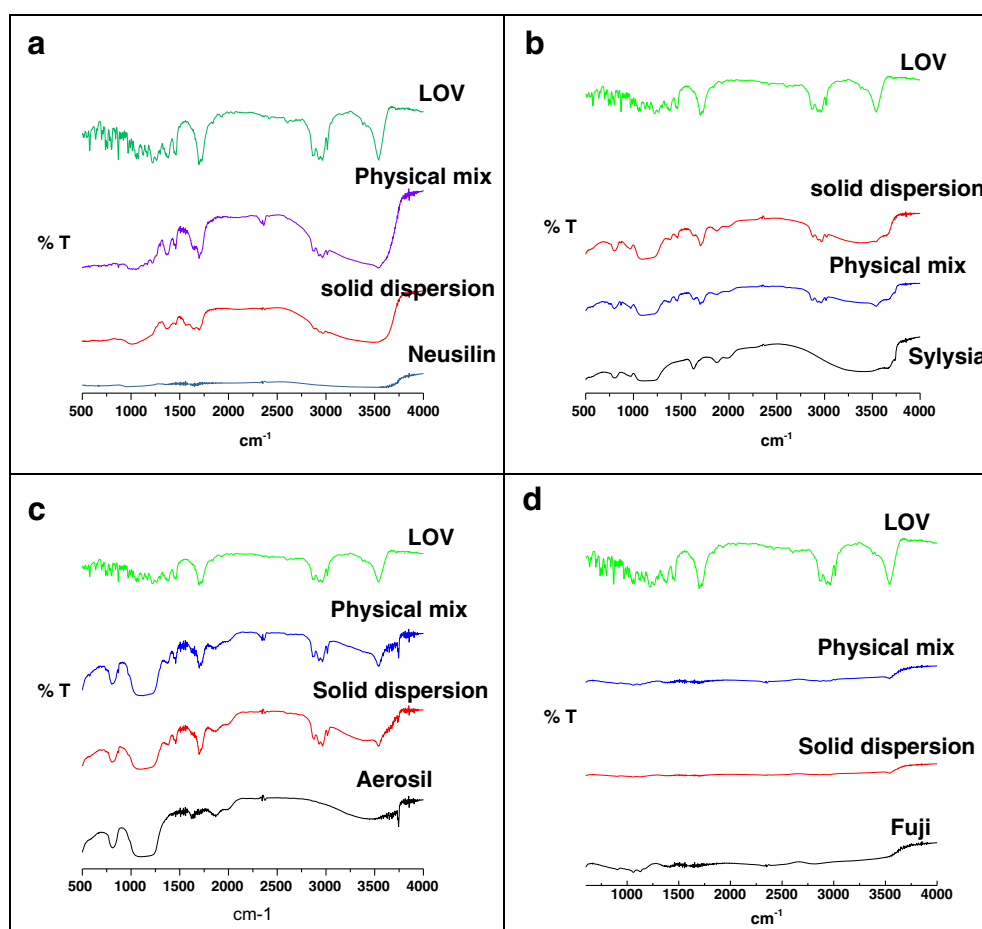 a
LOV
Physical mix
% T
solid dispersion
Neusilin
500 1000 1500 2000 2500 3000 3500 4000
cm-1
b
LOV
solid dispersion
% T
Physical mix
Sylysia
500 1000 1500 2000 2500 3000 3500 4000
cm-1
c
LOV
Physical mix
% T
Solid dispersion
Aerosil
500 1000 1500 2000 2500 3000 3500 4000
cm-1
d
LOV
Physical mix
% T
Solid dispersion
Fuji
1000 1500 2000 2500 3000 3500 4000
cm-1